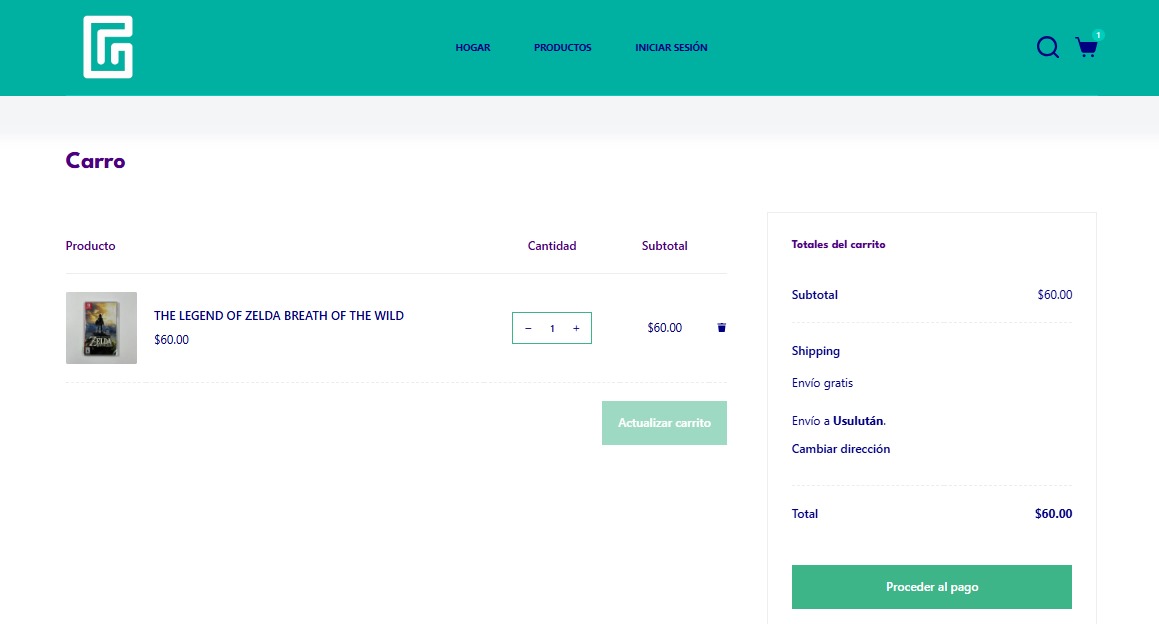 HOGAR PRODUCTOS INICIAR SESIÓN
1
Carro
Producto Cantidad Subtotal
THE LEGEND OF ZELDA BREATH OF THE WILD
$60.00
− 1 +
$60.00
ZELDA
Actualizar carrito
Totales del carrito
Subtotal $60.00
Shipping
Envío gratis
Envío a Usulután.
Cambiar dirección
Total $60.00
Proceder al pago